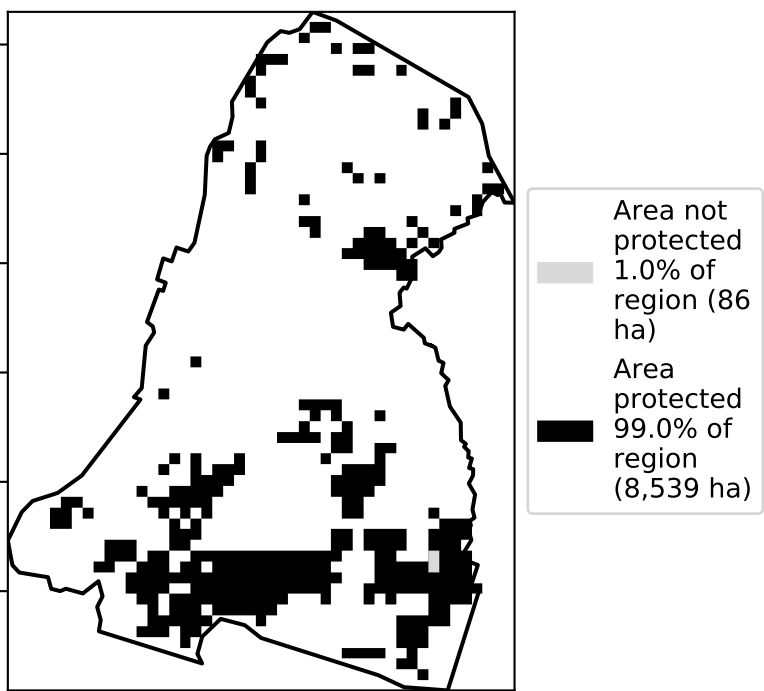 Area not
protected
1.0% of
region (86
ha)
Area
protected
99.0% of
region
(8,539 ha)